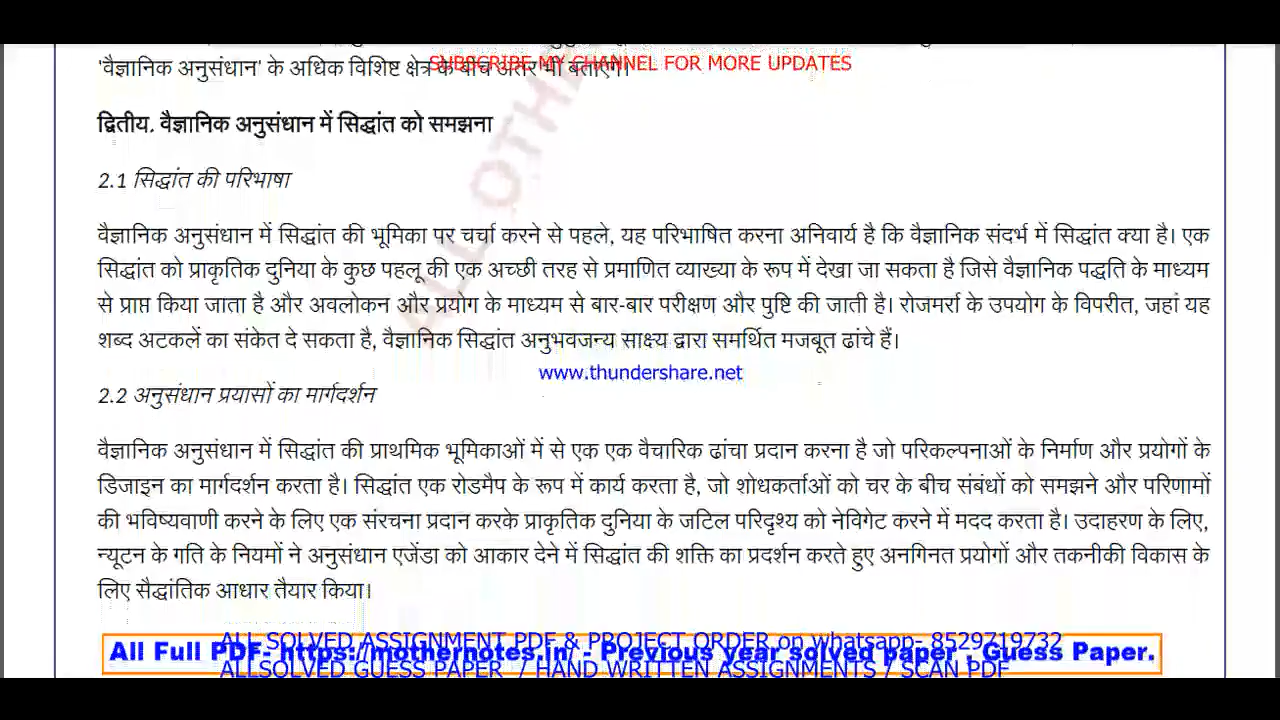 'वैज्ञानिक अनुसंधान' के अधिक विशिष्ट क्षेत्र के बीच अंतर भी बताएंगे।
SUBSCRIBE MY CHANNEL FOR MORE UPDATES
द्वितीय. वैज्ञानिक अनुसंधान में सिद्धांत को समझना
2.1 सिद्धांत की परिभाषा
वैज्ञानिक अनुसंधान में सिद्धांत की भूमिका पर चर्चा करने से पहले, यह परिभाषित करना अनिवार्य है कि वैज्ञानिक संदर्भ में सिद्धांत क्या है। एक
सिद्धांत को प्राकृतिक दुनिया के कुछ पहलू की एक अच्छी तरह से प्रमाणित व्याख्या के रूप में देखा जा सकता है जिसे वैज्ञानिक पद्धति के माध्यम
से प्राप्त किया जाता है और अवलोकन और प्रयोग के माध्यम से बार-बार परीक्षण और पुष्टि की जाती है। रोजमर्रा के उपयोग के विपरीत, जहां यह
शब्द अटकलें का संकेत दे सकता है, वैज्ञानिक सिद्धांत अनुभवजन्य साक्ष्य द्वारा समर्थित मजबूत ढांचे हैं।
www.thundershare.net
2.2 अनुसंधान प्रयासों का मार्गदर्शन
वैज्ञानिक अनुसंधान में सिद्धांत की प्राथमिक भूमिकाओं में से एक एक वैचारिक ढांचा प्रदान करना है जो परिकल्पनाओं के निर्माण और प्रयोगों के
डिजाइन का मार्गदर्शन करता है। सिद्धांत एक रोडमैप के रूप में कार्य करता है, जो शोधकर्ताओं को चर के बीच संबंधों को समझने और परिणामों
की भविष्यवाणी करने के लिए एक संरचना प्रदान करके प्राकृतिक दुनिया के जटिल परिदृश्य को नेविगेट करने में मदद करता है। उदाहरण के लिए,
न्यूटन के गति के नियमों ने अनुसंधान एजेंडा को आकार देने में सिद्धांत की शक्ति का प्रदर्शन करते हुए अनगिनत प्रयोगों और तकनीकी विकास के
लिए सैद्धांतिक आधार तैयार किया।
ALL SOLVED ASSIGNMENT PDF & PROJECT ORDER on whatsapp- 8529719732
All Full PDF: https://mothernotes.in/ - Previous year solved paper , Guess Paper.
ALLSOLVED GUESS PAPER / HAND WRITTEN ASSIGNMENTS / SCAN PDF
ALL OTHE